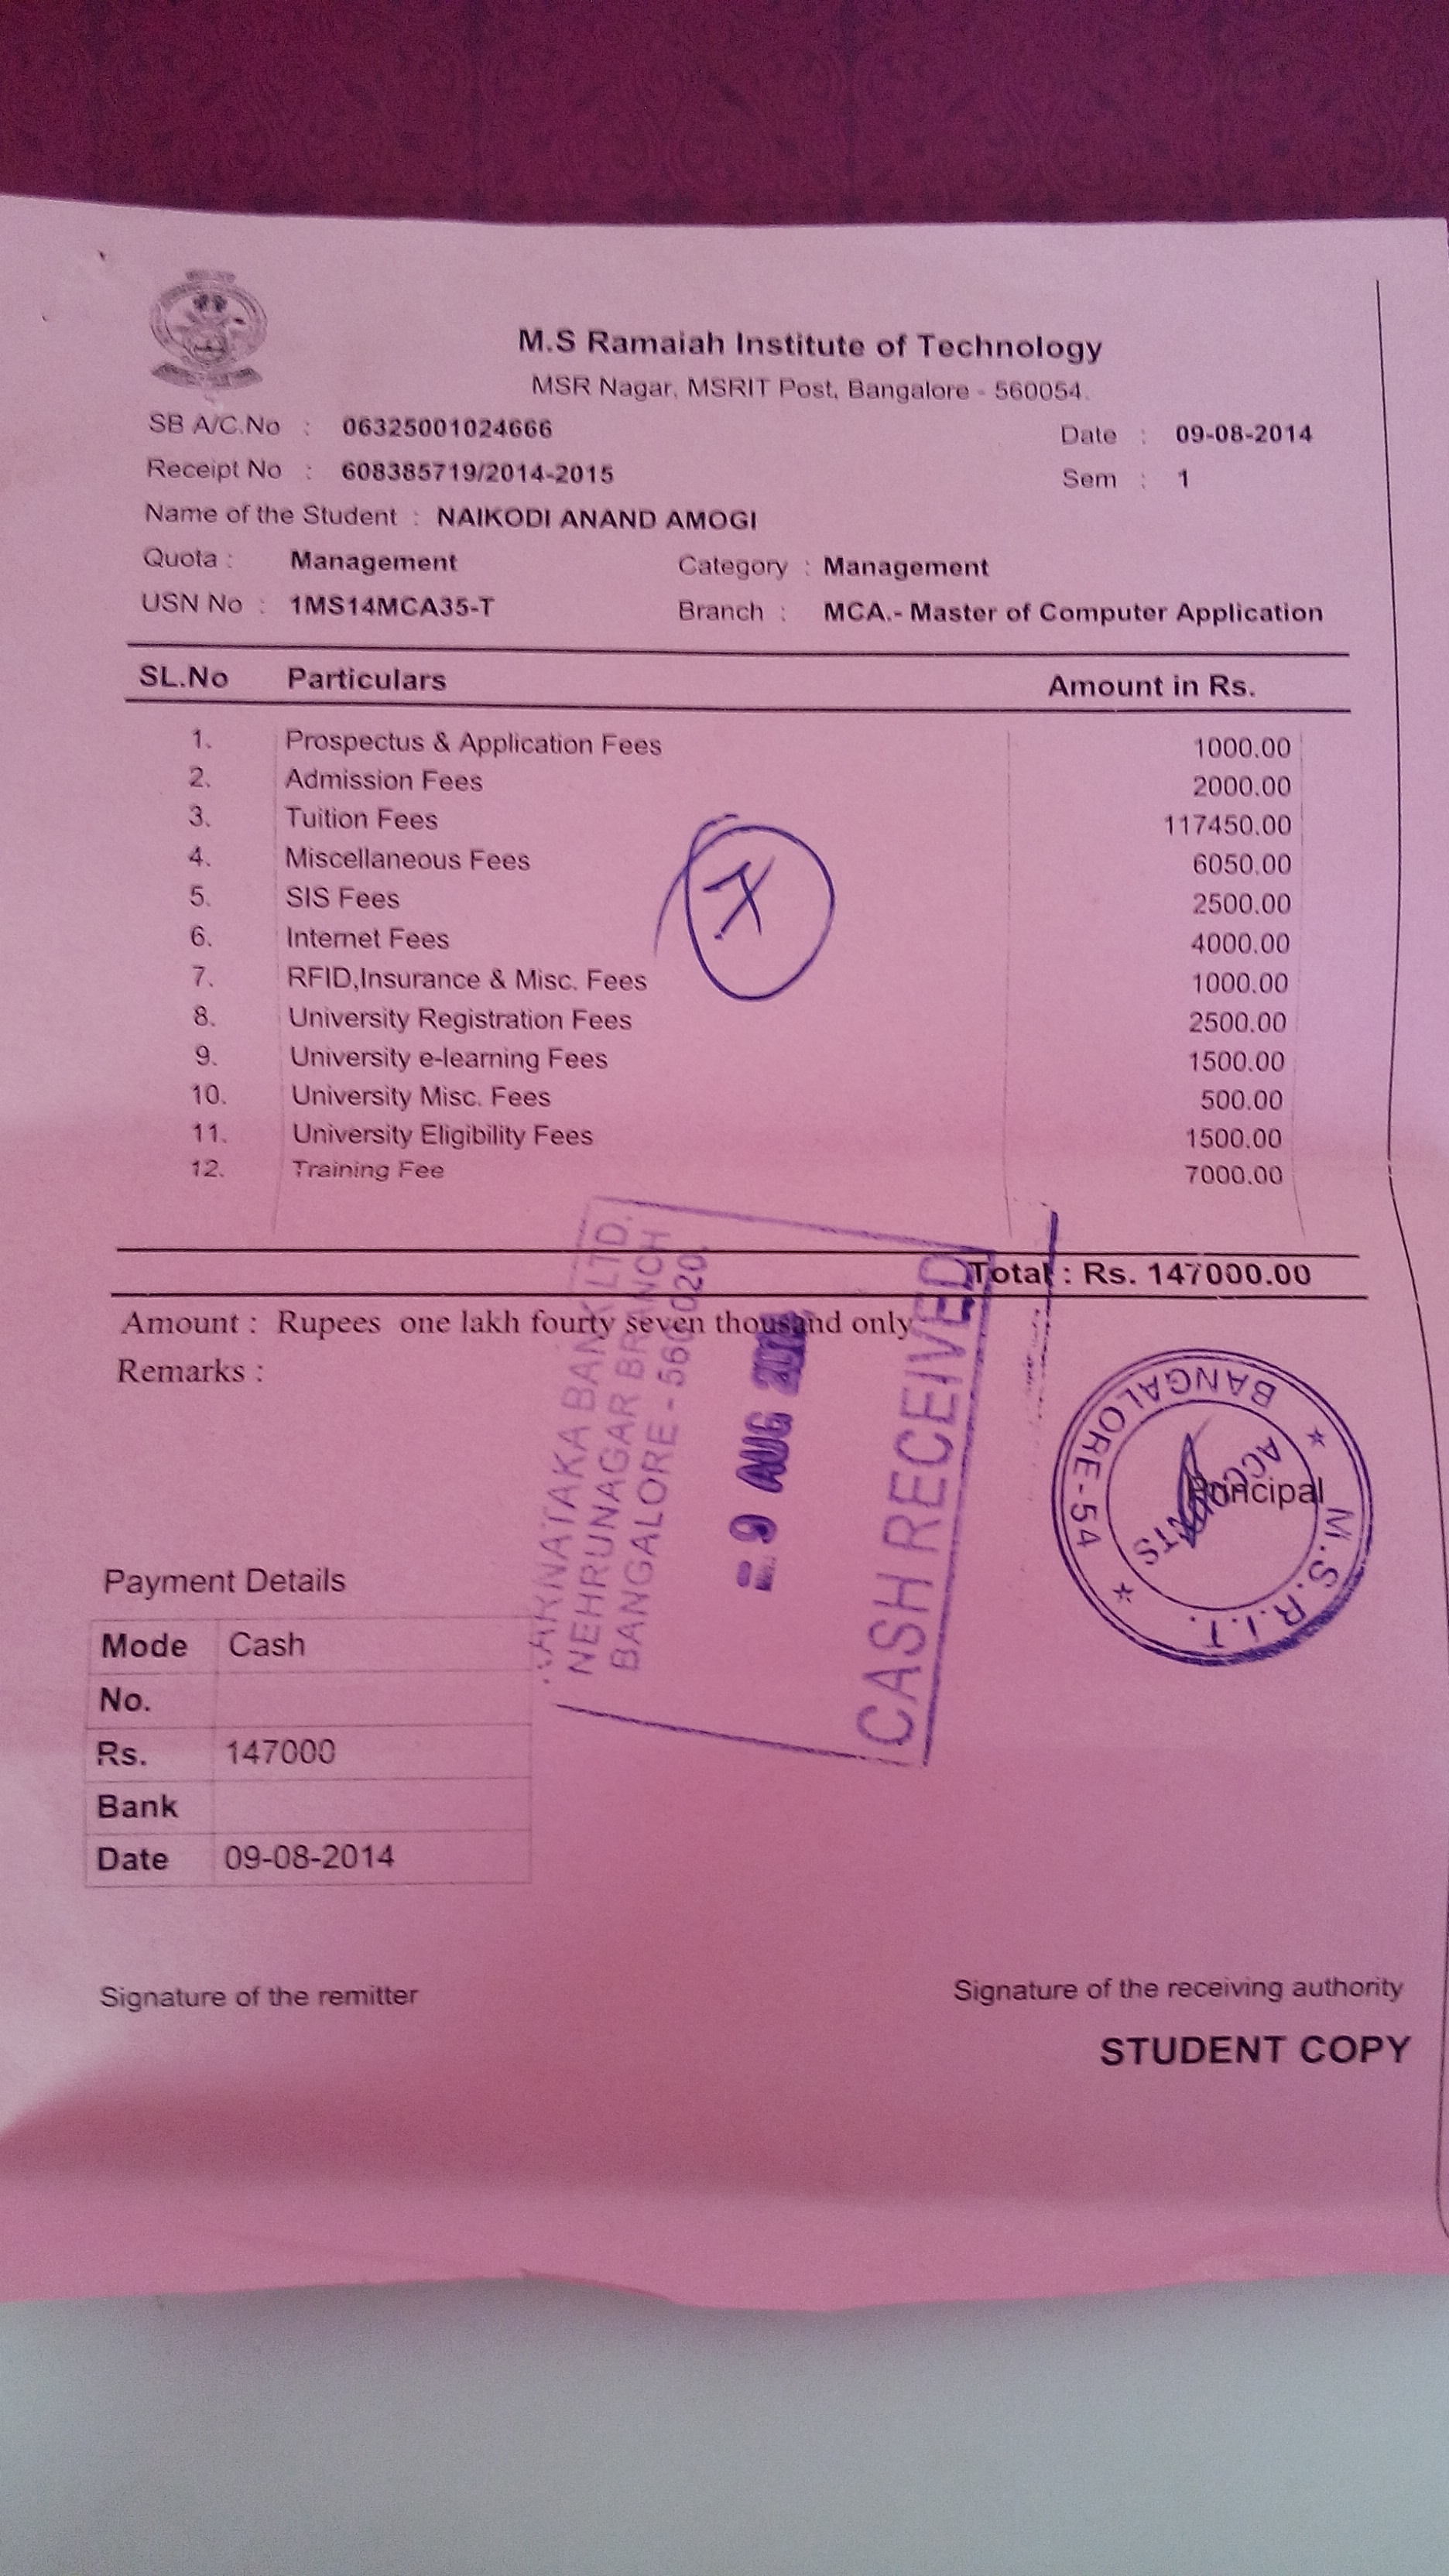 M.S Ramaiah Institute of Technology
MSR Nagar, MSRIT Post, Bangalore - 560054.
SB A/C.No : 06325001024666 Date : 09-08-2014
Receipt No : 608385719/2014-2015 Sem : 1
Name of the Student : NAIKODI ANAND AMOGI
Quota : Management Category : Management
USN No : 1MS14MCA35-T Branch : MCA.- Master of Computer Application
SL.No Particulars Amount in Rs.
1. Prospectus & Application Fees 1000.00
2. Admission Fees 2000.00
3. Tuition Fees 117450.00
4. Miscellaneous Fees 6050.00
5. SIS Fees 2500.00
6. Internet Fees 4000.00
7. RFID,Insurance & Misc. Fees 1000.00
8. University Registration Fees 2500.00
9. University e-learning Fees 1500.00
10. University Misc. Fees 500.00
11. University Eligibility Fees 1500.00
12. Training Fee 7000.00
Total : Rs. 147000.00
Amount : Rupees one lakh fourty seven thousand only
Remarks :
KARNATAKA BANK LTD.
NEHRUNAGAR BRANCH
BANGALORE - 560 020.
9 AUG
CASH RECEIVED
M.S.R.I.T. BANGALORE-54
ACCOUNTS
Principal
Payment Details
Mode Cash
No.
Rs. 147000
Bank
Date 09-08-2014
Signature of the remitter Signature of the receiving authority
STUDENT COPY